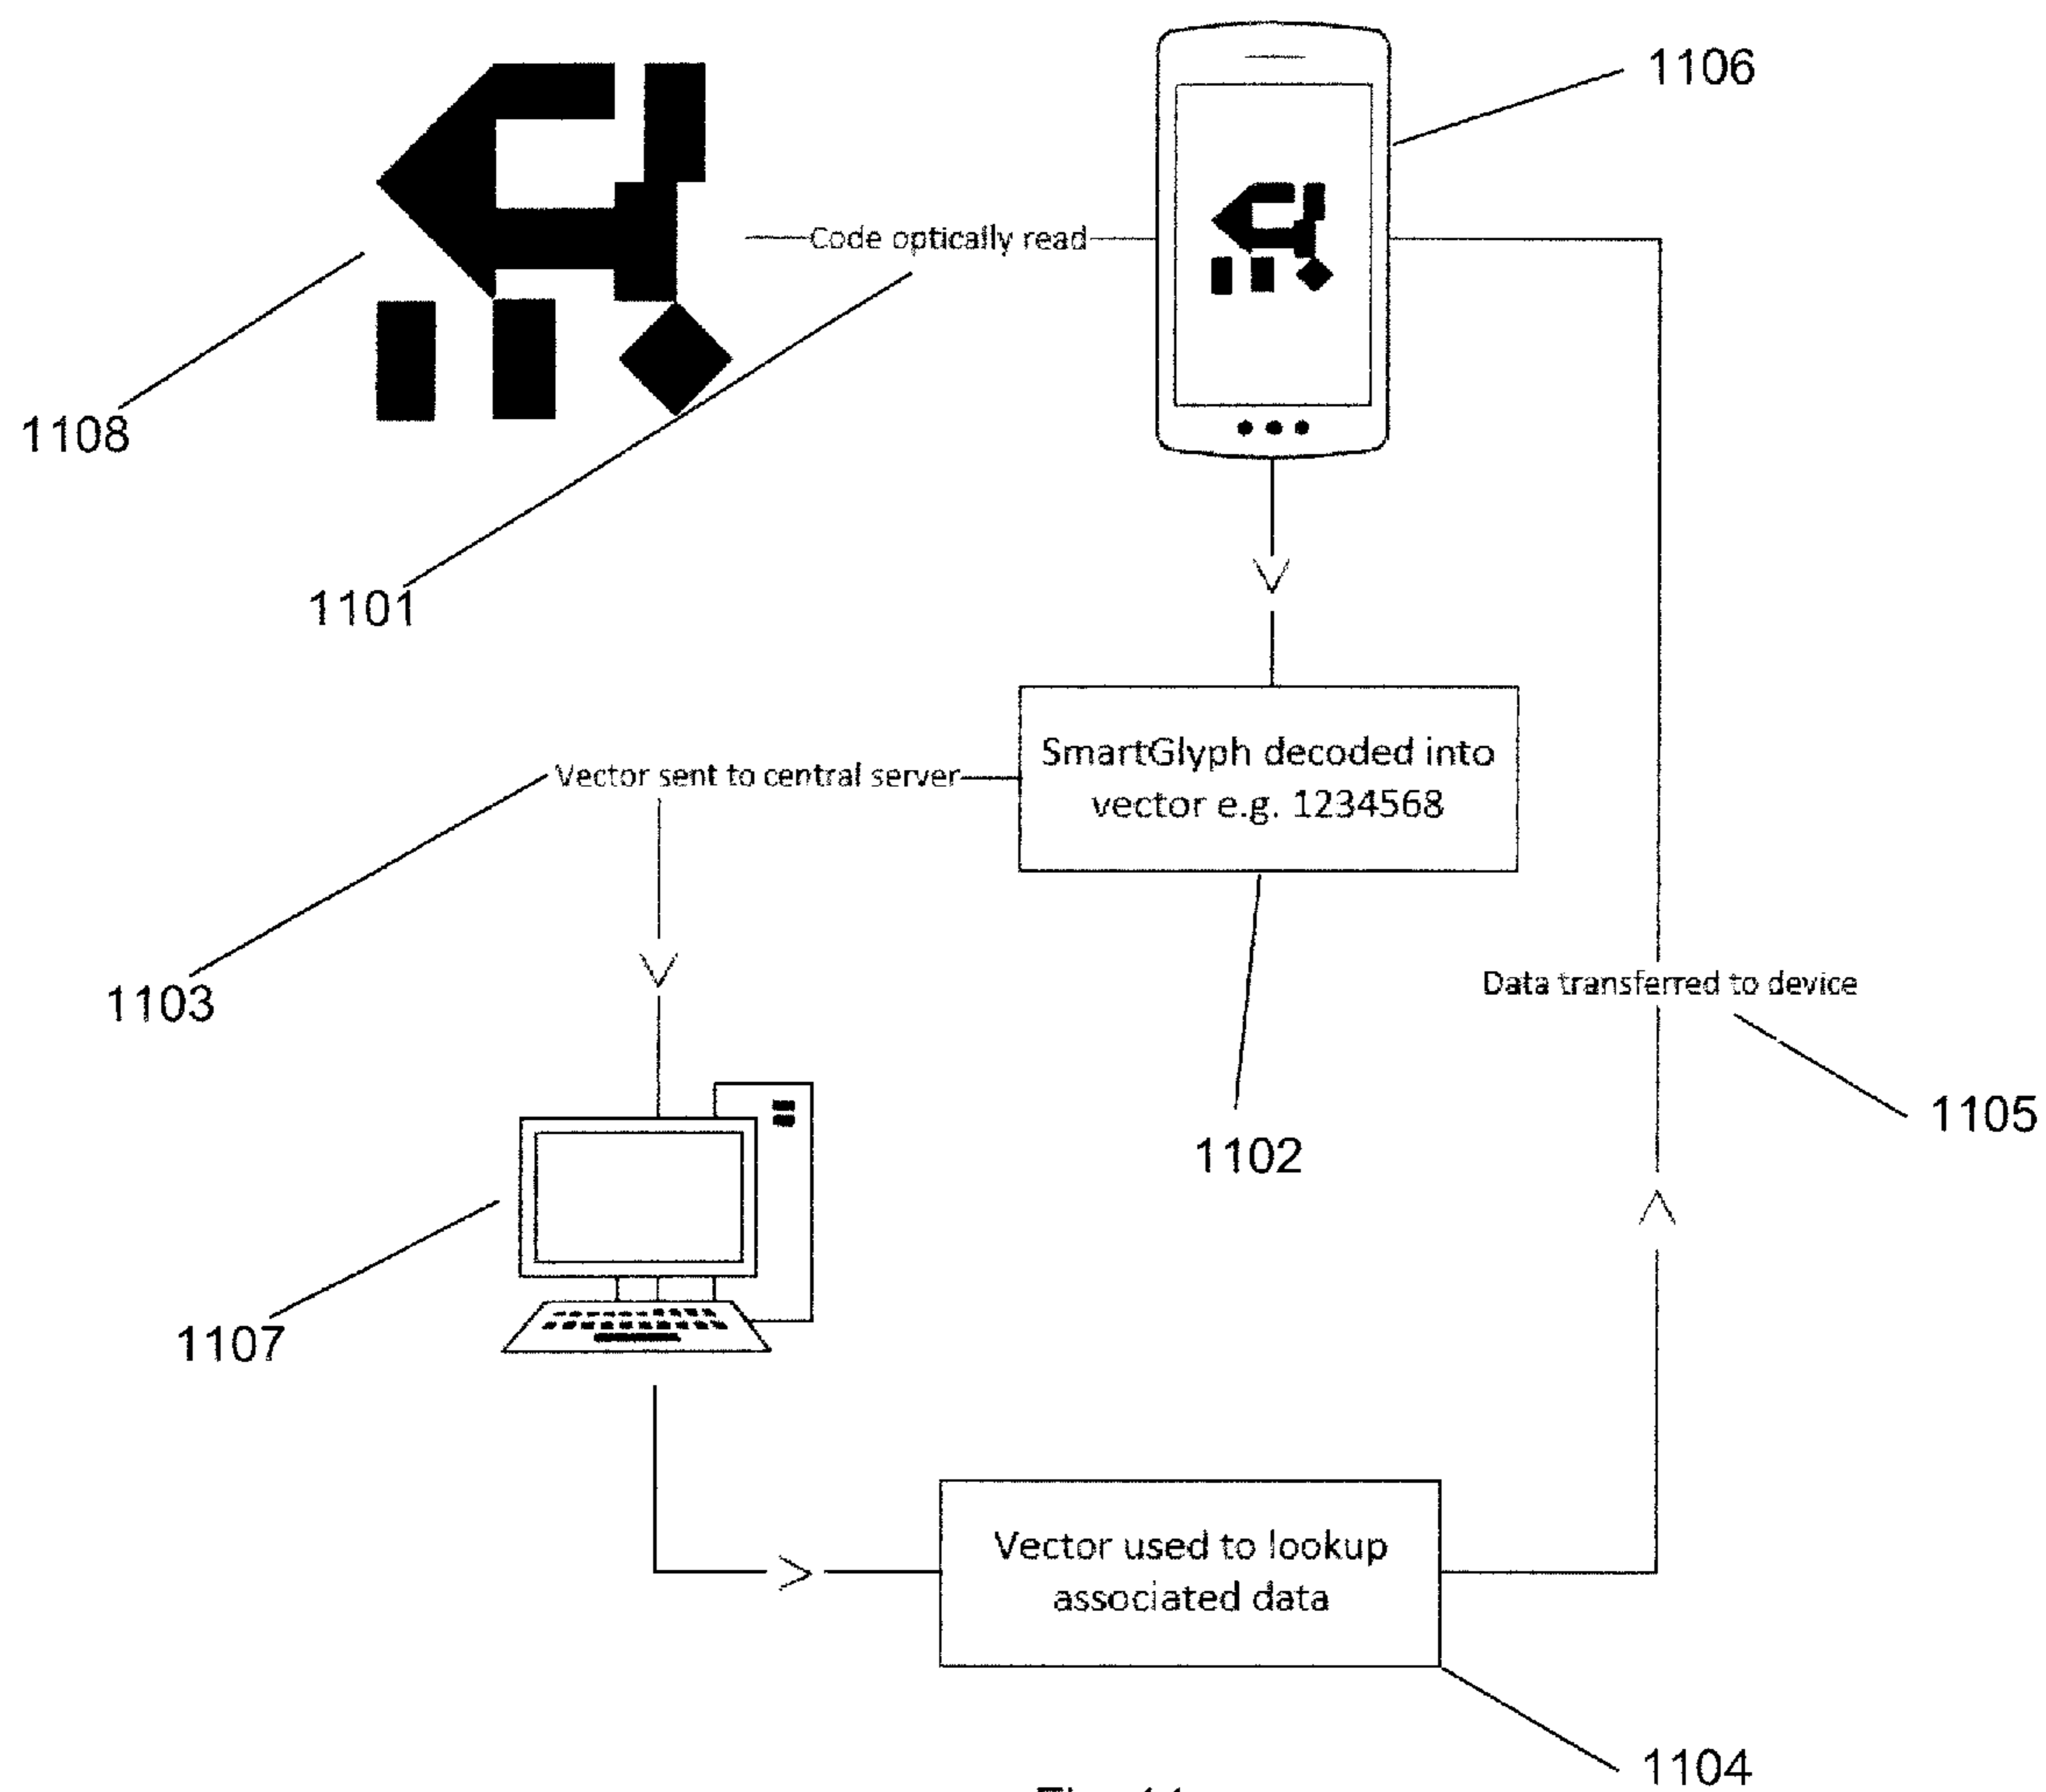 1106
Code optically read
1108
1101
SmartGlyph decoded into
vector e.g. 1234568
Vector sent to central server
1103
Data transferred to device
1105
1102
1107
Vector used to lookup
associated data
1104